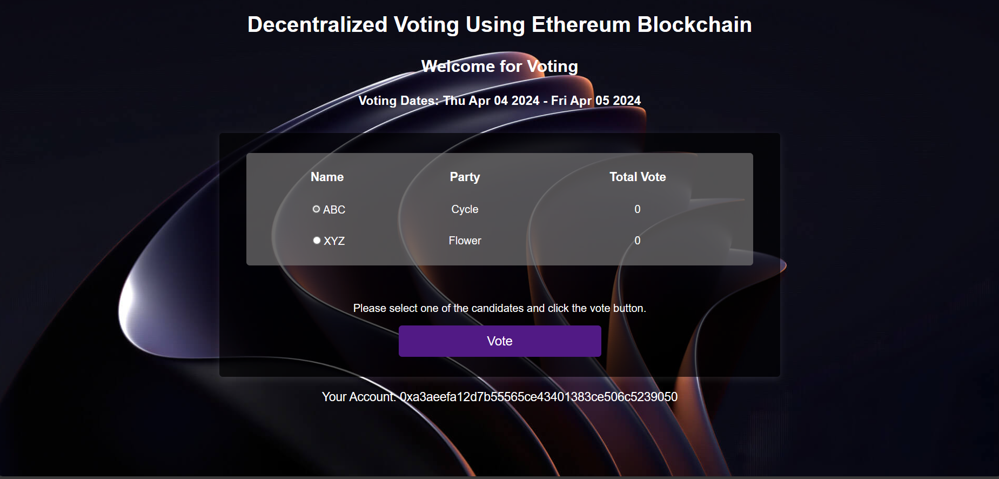 Decentralized Voting Using Ethereum Blockchain
Welcome for Voting
Voting Dates: Thu Apr 04 2024 - Fri Apr 05 2024
Name Party Total Vote
ABC Cycle 0
XYZ Flower 0
Please select one of the candidates and click the vote button.
Vote
Your Account: 0xa3aeefa12d7b55565ce43401383ce506c5239050